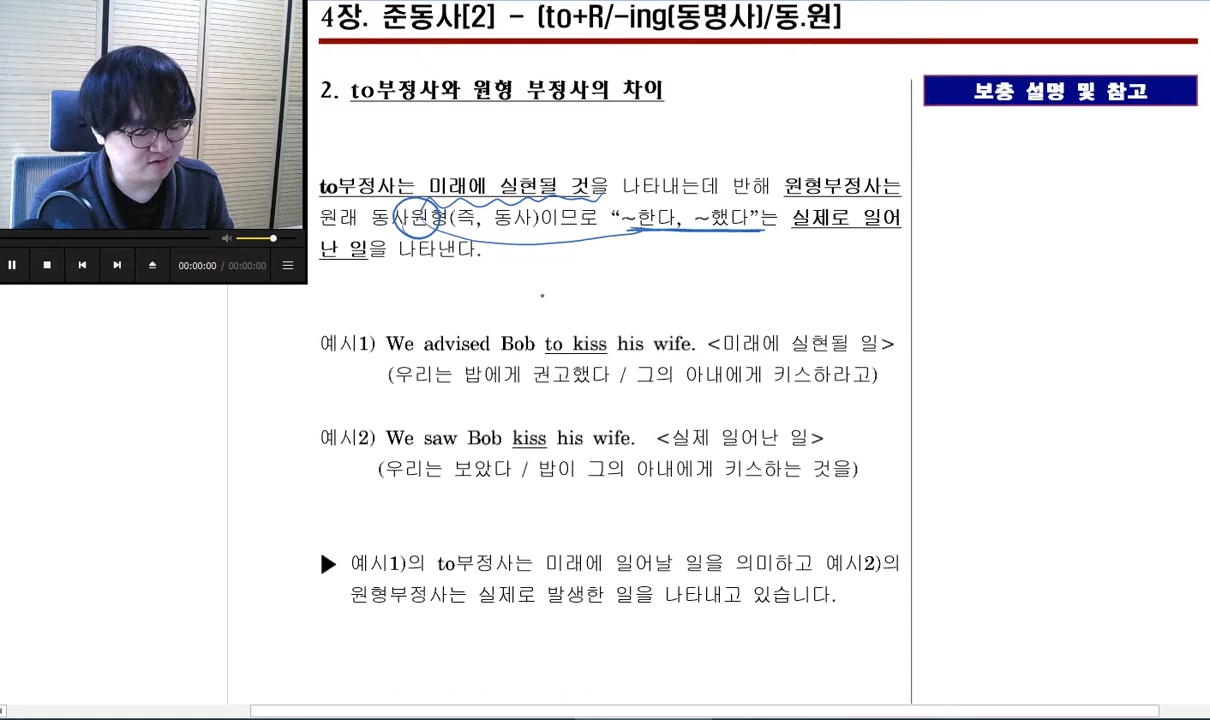 4장. 준동사[2] - (to+R/-ing(동명사)/동.원]
2. to부정사와 원형 부정사의 차이
보충 설명 및 참고
to부정사는 미래에 실현될 것을 나타내는데 반해 원형부정사는
원래 동사원형(즉, 동사)이므로 “~한다, ~했다”는 실제로 일어
난 일을 나타낸다.
00:00:00 / 00:00:00
예시1) We advised Bob to kiss his wife. <미래에 실현될 일>
(우리는 밥에게 권고했다 / 그의 아내에게 키스하라고)
예시2) We saw Bob kiss his wife. <실제 일어난 일>
(우리는 보았다 / 밥이 그의 아내에게 키스하는 것을)
▶ 예시1)의 to부정사는 미래에 일어날 일을 의미하고 예시2)의
원형부정사는 실제로 발생한 일을 나타내고 있습니다.